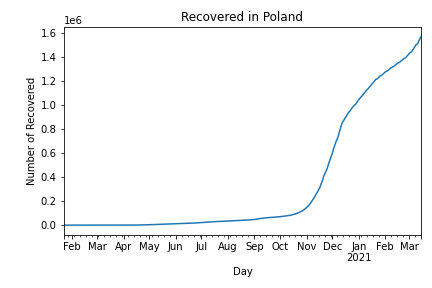 Recovered in Poland
1e6
1.6
1.4
1.2
1.0
0.8
0.6
0.4
0.2
0.0
Number of Recovered
Feb Mar Apr May Jun Jul Aug Sep Oct Nov Dec Jan Feb Mar
2021
Day